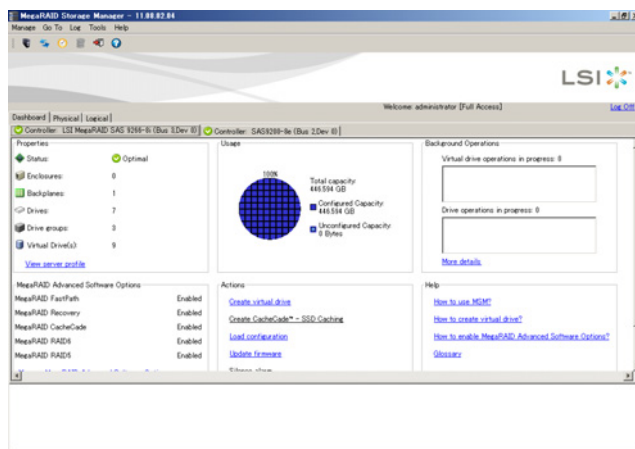 MegaRAID Storage Manager - 11.08.02.04
Manage Go To Log Tools Help
LSI
Welcome: administrator [Full Access]
Log Off
Dashboard Physical Logical
Controller: LSI MegaRAID SAS 9266-8i (Bus 3,Dev 0)
Controller: SAS9200-8e (Bus 2,Dev 0)
Properties
Status: Optimal
Enclosures: 0
Backplanes: 1
Drives: 7
Drive groups: 3
Virtual Drive(s): 9
View server profile
Usage
100%
Total capacity:
446.594 GB
Configured Capacity:
446.594 GB
Unconfigured Capacity:
0 Bytes
Background Operations
Virtual drive operations in progress: 0
Drive operations in progress: 0
More details
MegaRAID Advanced Software Options
MegaRAID FastPath Enabled
MegaRAID Recovery Enabled
MegaRAID CacheCade Enabled
MegaRAID RAID6 Enabled
MegaRAID RAID5 Enabled
Actions
Create virtual drive
Create CacheCade™ - SSD Caching
Load configuration
Update firmware
Silence alarm
Help
How to use MSM?
How to create virtual drive?
How to enable MegaRAID Advanced Software Options?
Glossary